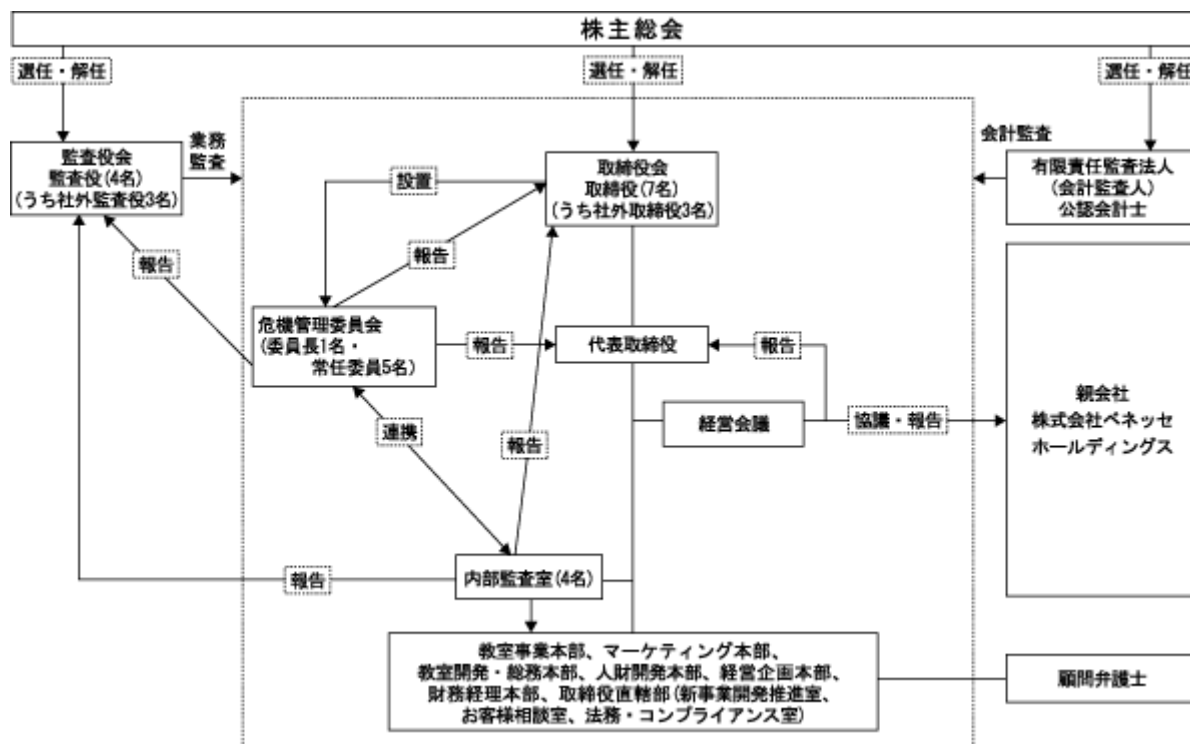 株主総会
選任・解任
選任・解任
選任・解任
監査役会
監査役(4名)
(うち社外監査役3名)
業務
監査
取締役会
取締役(7名)
(うち社外取締役3名)
会計監査
有限責任監査法人
(会計監査人)
公認会計士
設置
報告
報告
危機管理委員会
(委員長1名・
常任委員5名)
報告
代表取締役
報告
親会社
株式会社ベネッセ
ホールディングス
経営会議
協議・報告
連携
報告
内部監査室(4名)
報告
教室事業本部、マーケティング本部、
教室開発・総務本部、人財開発本部、経営企画本部、
財務経理本部、取締役直轄部(新事業開発推進室、
お客様相談室、法務・コンプライアンス室)
顧問弁護士